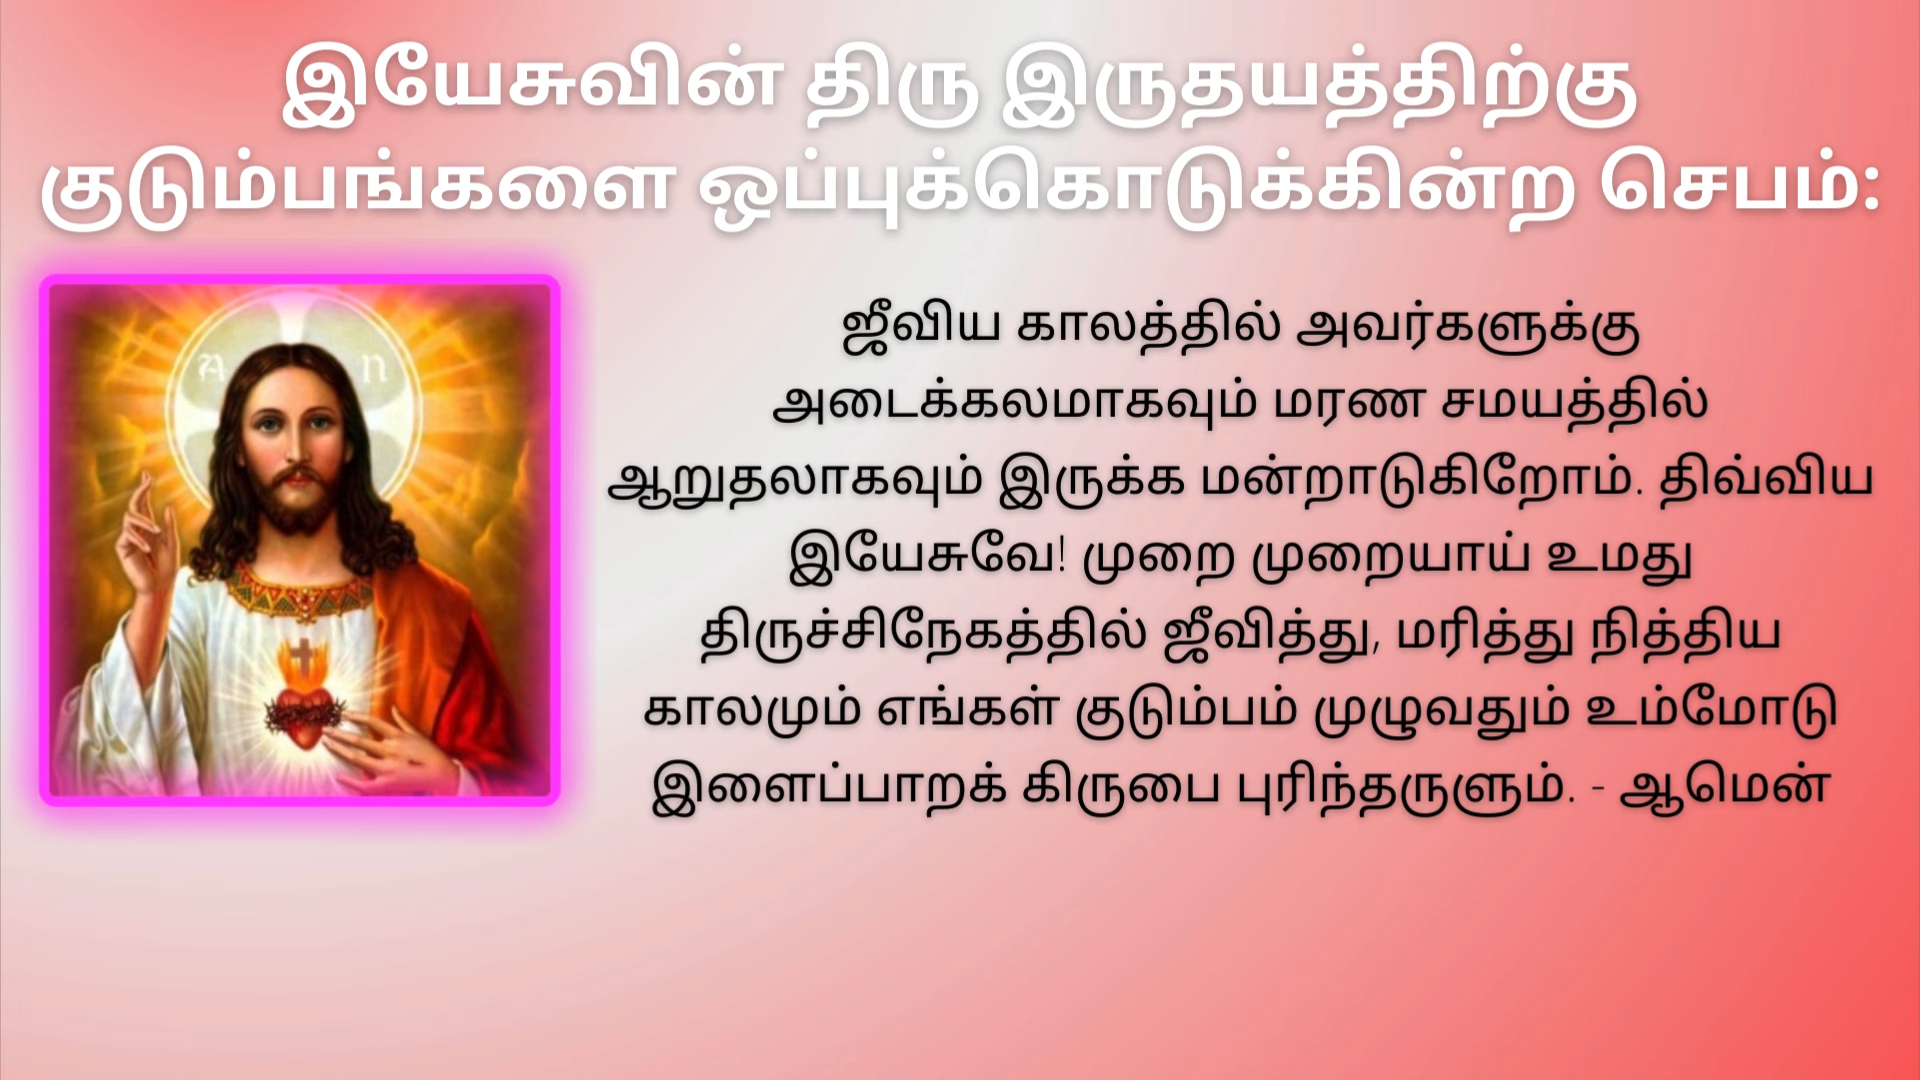 இயேசுவின் திரு இருதயத்திற்கு
குடும்பங்களை ஒப்புக்கொடுக்கின்ற செபம்:
ஜீவிய காலத்தில் அவர்களுக்கு
அடைக்கலமாகவும் மரண சமயத்தில்
ஆறுதலாகவும் இருக்க மன்றாடுகிறோம். திவ்விய
இயேசுவே! முறை முறையாய் உமது
திருச்சிநேகத்தில் ஜீவித்து, மரித்து நித்திய
காலமும் எங்கள் குடும்பம் முழுவதும் உம்மோடு
இளைப்பாறக் கிருபை புரிந்தருளும். - ஆமென்